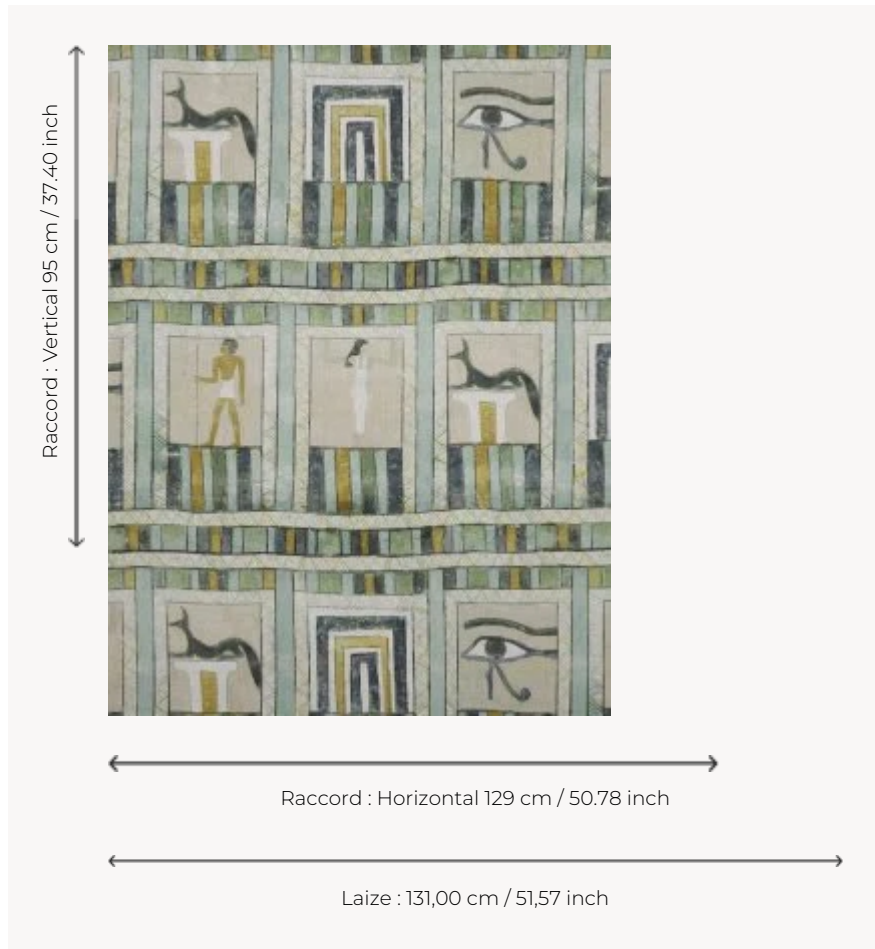 Raccord : Vertical 95 cm / 37.40 inch
Raccord : Horizontal 129 cm / 50.78 inch
Laize : 131,00 cm / 51,57 inch